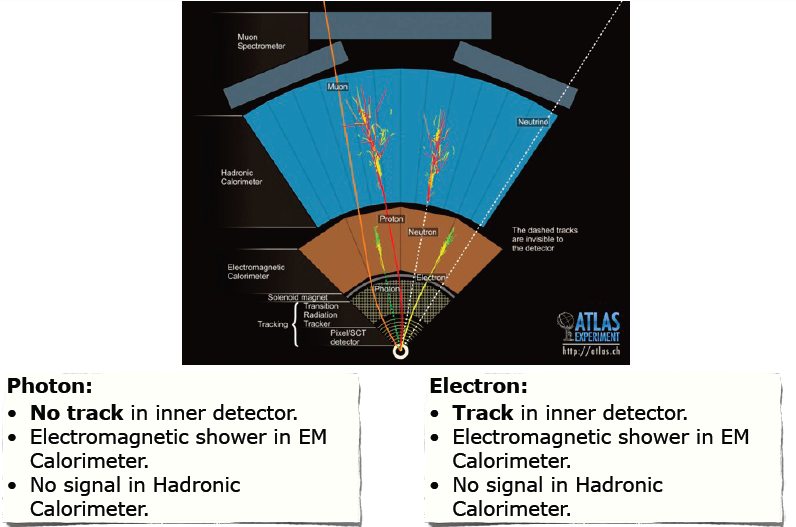 Muon
Spectrometer
Muon
Neutrino
Hadronic
Calorimeter
Proton
Neutron
The dashed tracks
are invisible to
the detector
Electromagnetic
Calorimeter
Electron
Photon
Solenoid magnet
Tracking
Transition
Radiation
Tracker
Pixel/SCT
detector
ATLAS
EXPERIMENT
http://atlas.ch
Photon:
• No track in inner detector.
• Electromagnetic shower in EM
Calorimeter.
• No signal in Hadronic
Calorimeter.
Electron:
• Track in inner detector.
• Electromagnetic shower in EM
Calorimeter.
• No signal in Hadronic
Calorimeter.